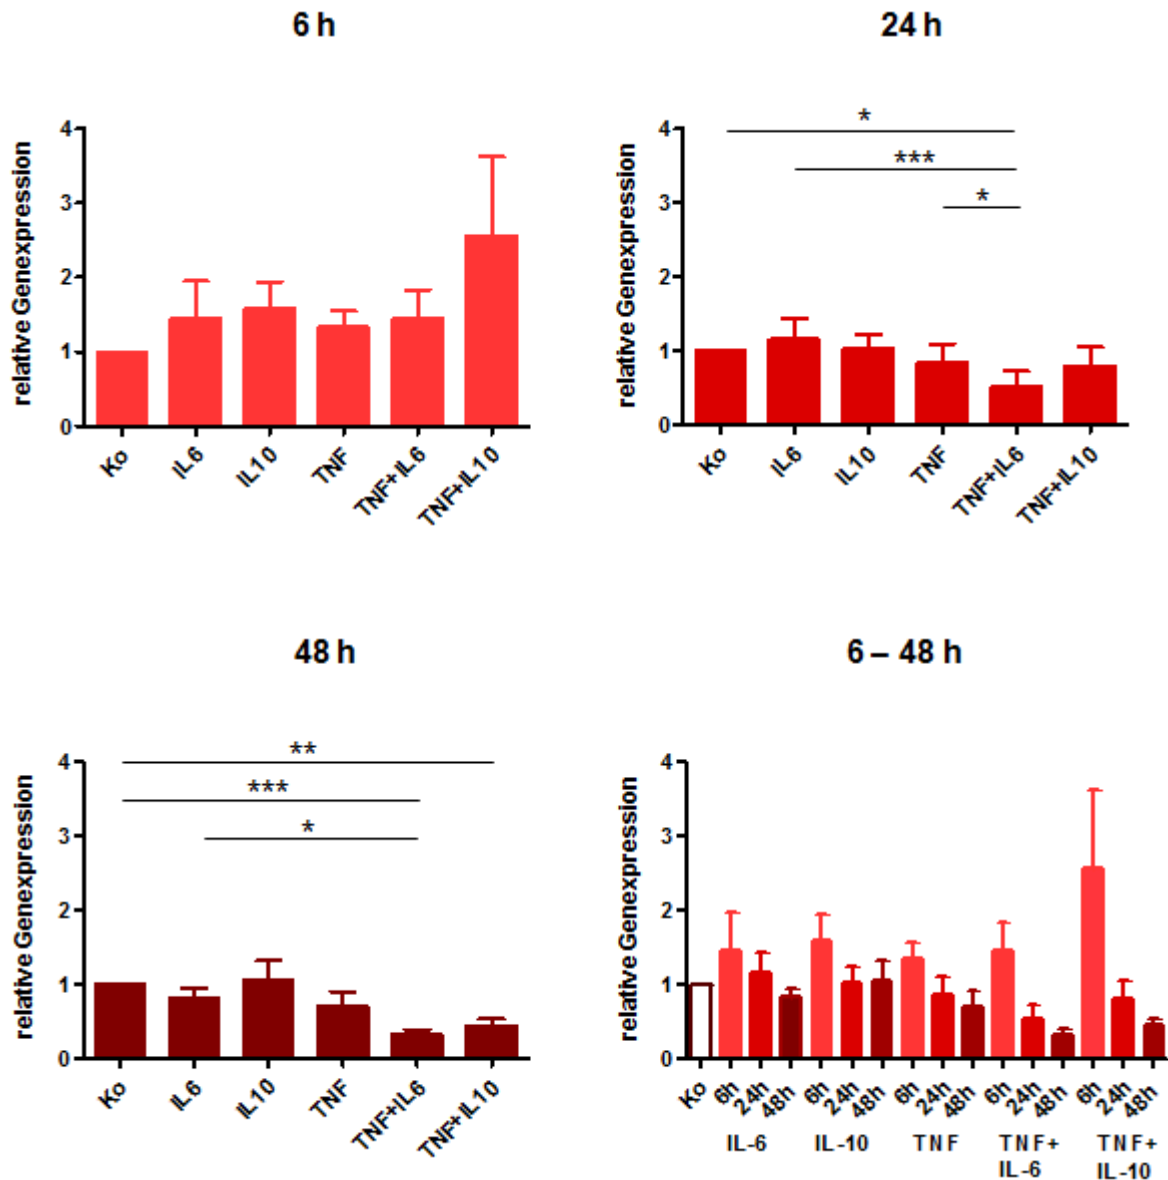 6 h
relative Genexpression
4
3
2
1
0
Ko
IL6
IL10
TNF
TNF+IL6
TNF+IL10
24 h
relative Genexpression
4
3
2
1
0
*
***
*
Ko
IL6
IL10
TNF
TNF+IL6
TNF+IL10
48 h
relative Genexpression
4
3
2
1
0
**
***
*
Ko
IL6
IL10
TNF
TNF+IL6
TNF+IL10
6 – 48 h
relative Genexpression
4
3
2
1
0
Ko
6h
24h
48h
6h
24h
48h
6h
24h
48h
6h
24h
48h
6h
24h
48h
IL-6
IL-10
TNF
TNF+
IL-6
TNF+
IL-10